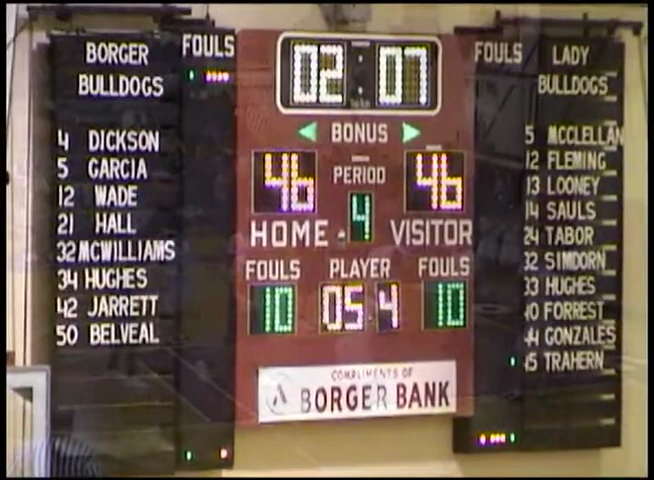 BORGER
BULLDOGS
4 DICKSON
5 GARCIA
12 WADE
21 HALL
32 MCWILLIAMS
34 HUGHES
42 JARRETT
50 BELVEAL
FOULS
02:07
BONUS
46 PERIOD 46
4
HOME VISITOR
FOULS PLAYER FOULS
10 05 4 10
COMPLIMENTS OF
BORGER BANK
FOULS
LADY
BULLDOGS
5 MCCLELLAN
12 FLEMING
13 LOONEY
14 SAULS
24 TABOR
32 SIMDORN
33 HUGHES
40 FORREST
44 GONZALES
45 TRAHERN